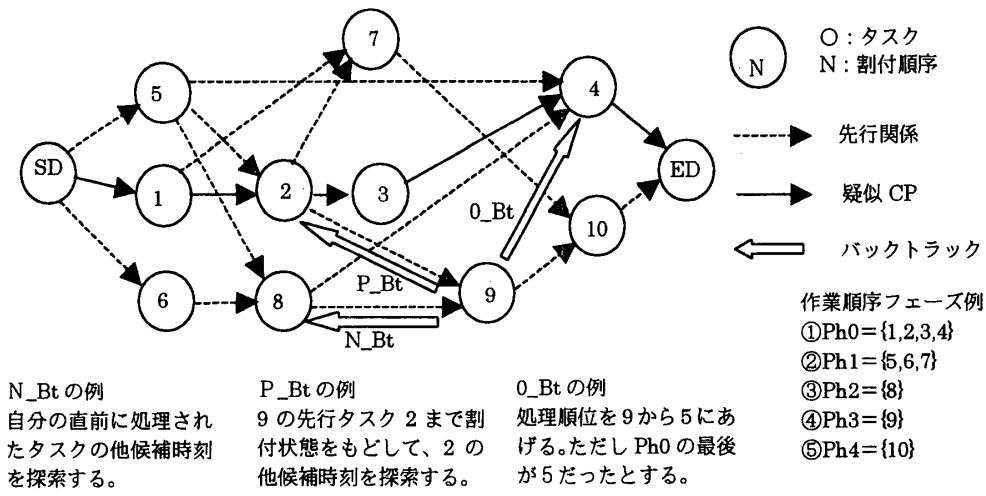 7
5
4
SD
1
2
3
ED
10
6
8
9
0_Bt
P_Bt
N_Bt
N
○:タスク
N:割付順序
先行関係
疑似 CP
バックトラック
作業順序フェーズ例
①Ph0={1,2,3,4}
②Ph1={5,6,7}
③Ph2={8}
④Ph3={9}
⑤Ph4={10}
N_Bt の例
自分の直前に処理され
たタスクの他候補時刻
を探索する。
P_Bt の例
9 の先行タスク 2 まで割
付状態をもどして、2 の
他候補時刻を探索する。
0_Bt の例
処理順位を 9 から 5 にあ
げる。ただし Ph0 の最後
が 5 だったとする。